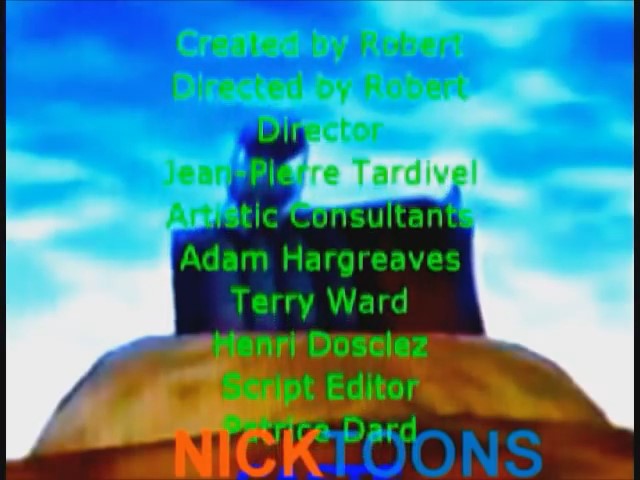 Created by Robert
Directed by Robert
Director
Jean-Pierre Tardivel
Artistic Consultants
Adam Hargreaves
Terry Ward
Henri Dosclez
Script Editor
Patrice Dard
NICKTOONS